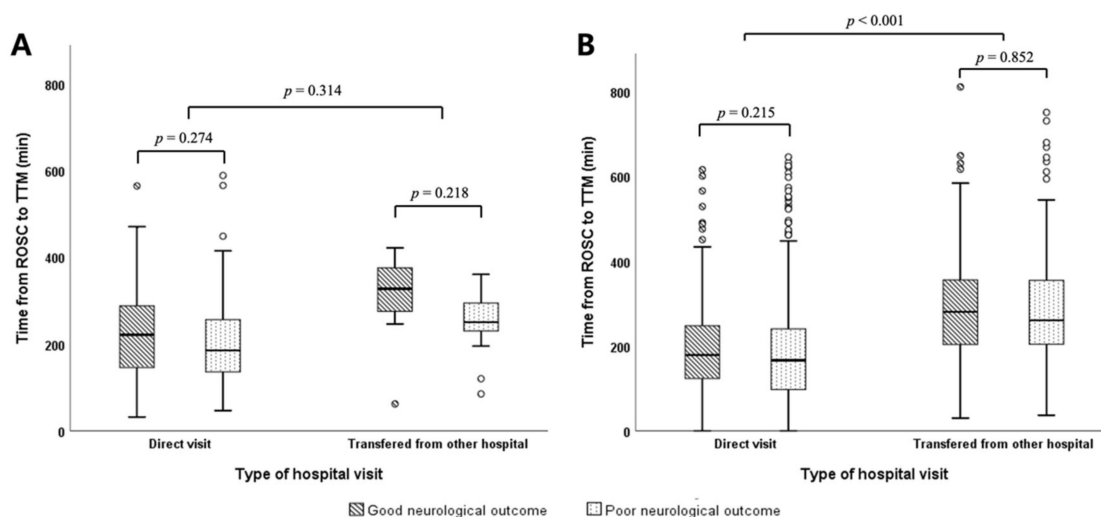 A
Time from ROSC to TTM (min)
800
600
400
200
0
p = 0.314
p = 0.274
p = 0.218
Direct visit
Transfered from other hospital
Type of hospital visit
B
Time from ROSC to TTM (min)
800
600
400
200
0
p < 0.001
p = 0.852
p = 0.215
Direct visit
Transfered from other hospital
Type of hospital visit
Good neurological outcome
Poor neurological outcome